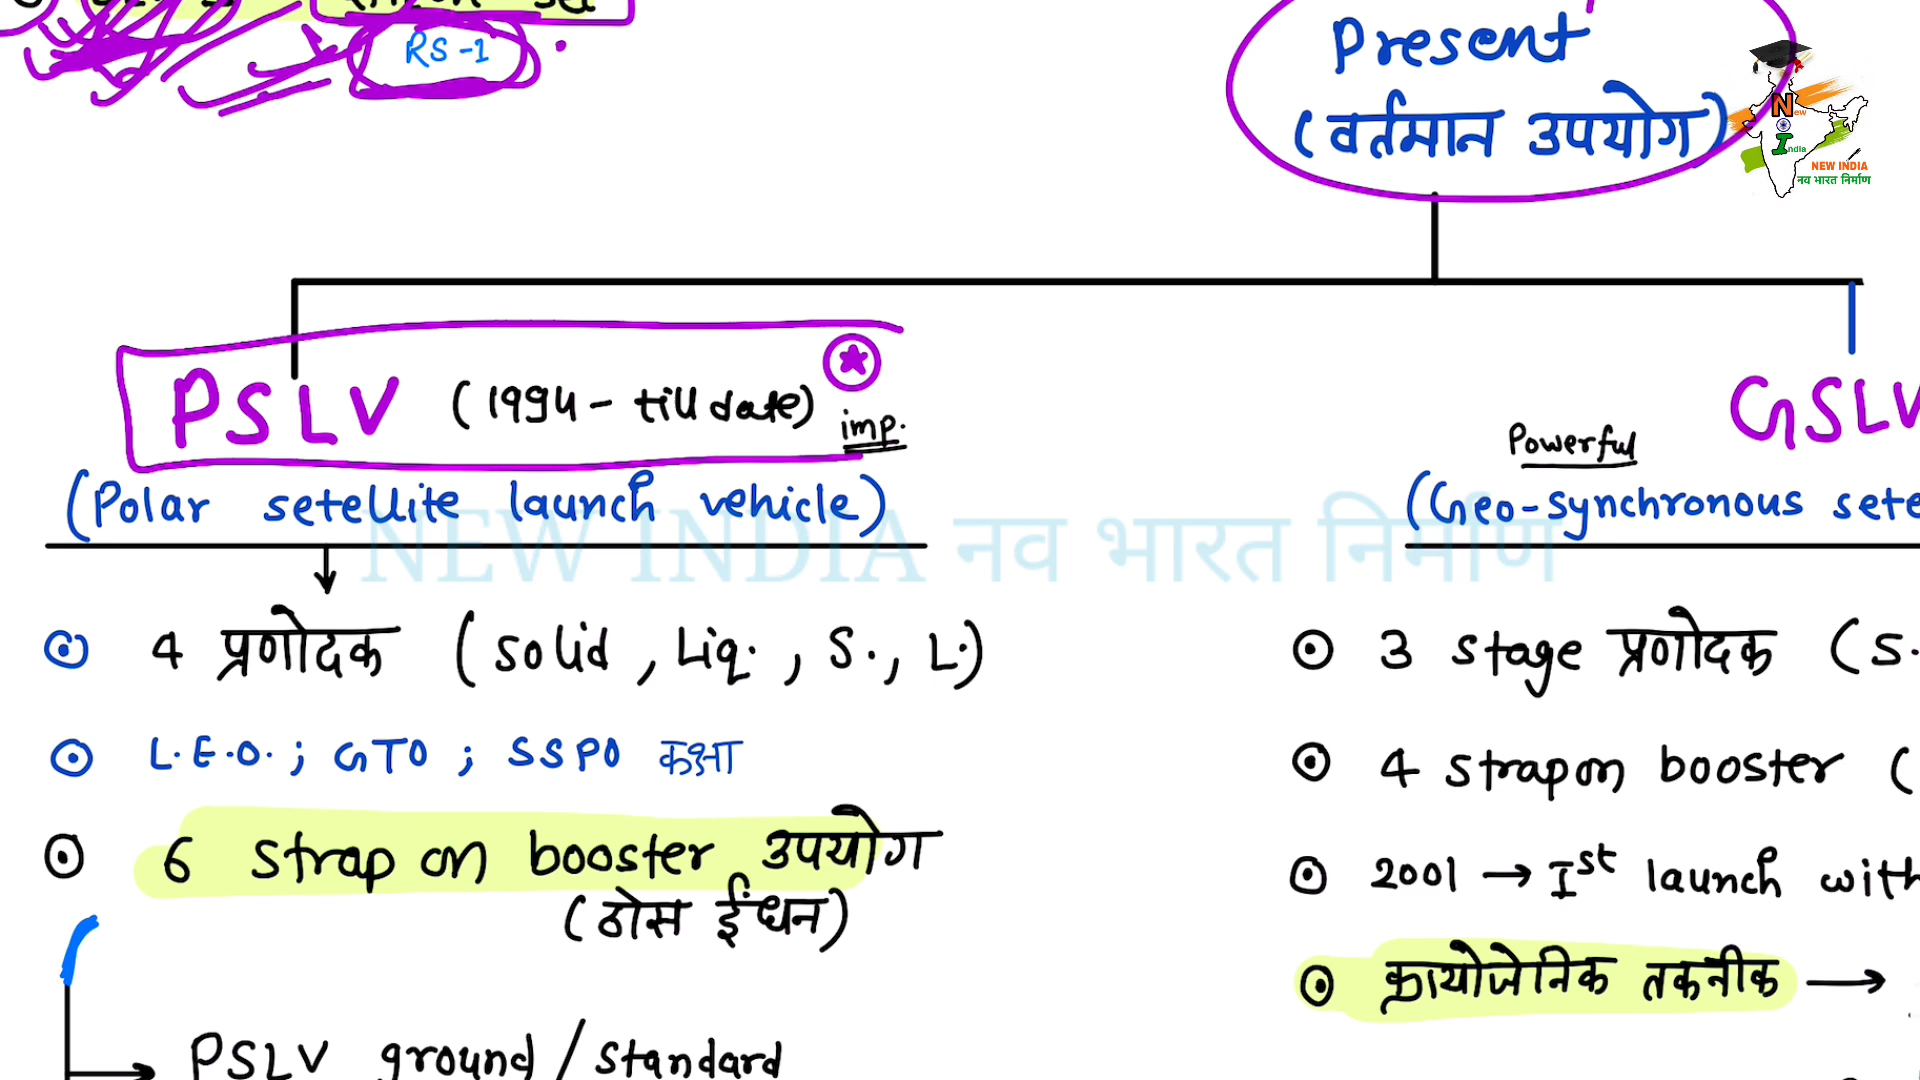 RS-1
Present
(वर्तमान उपयोग)
New
India
NEW INDIA
नव भारत निर्माण
PSLV (1994 - till date) imp.
(Polar setellite launch vehicle)
Powerful
GSLV
(Geo-synchronous sete
NEW INDIA नव भारत निर्माण
4 प्रणोदक (solid, Liq., S., L.)
L.E.O. ; GTO ; SSPO कक्षा
6 strap on booster उपयोग
(ठोस ईंधन)
PSLV ground / standard
3 stage प्रणोदक (S.
4 strapon booster (
2001 → Ist launch with
क्रायोजेनिक तकनीक →